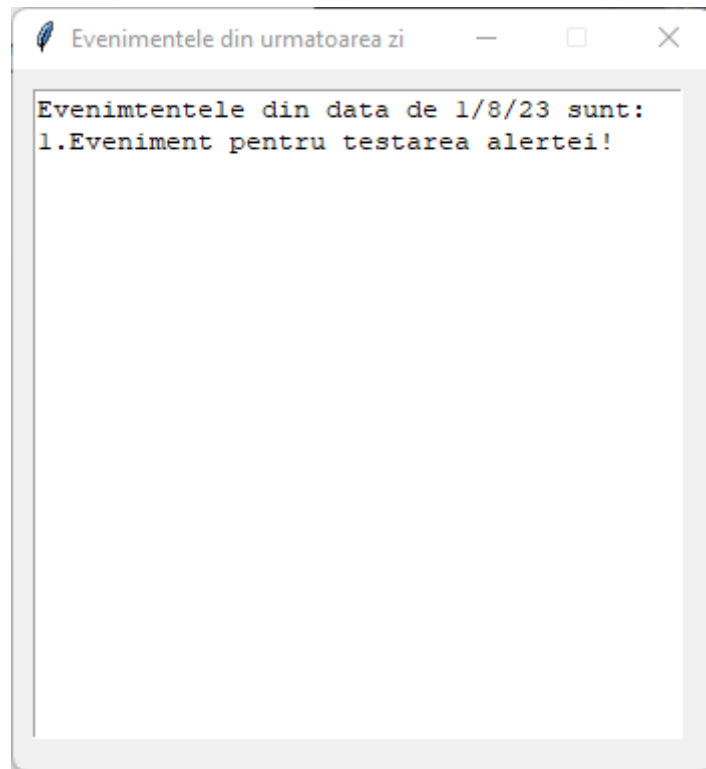 Evenimentele din urmatoarea zi
Evenimtentele din data de 1/8/23 sunt:
1.Eveniment pentru testarea alertei!